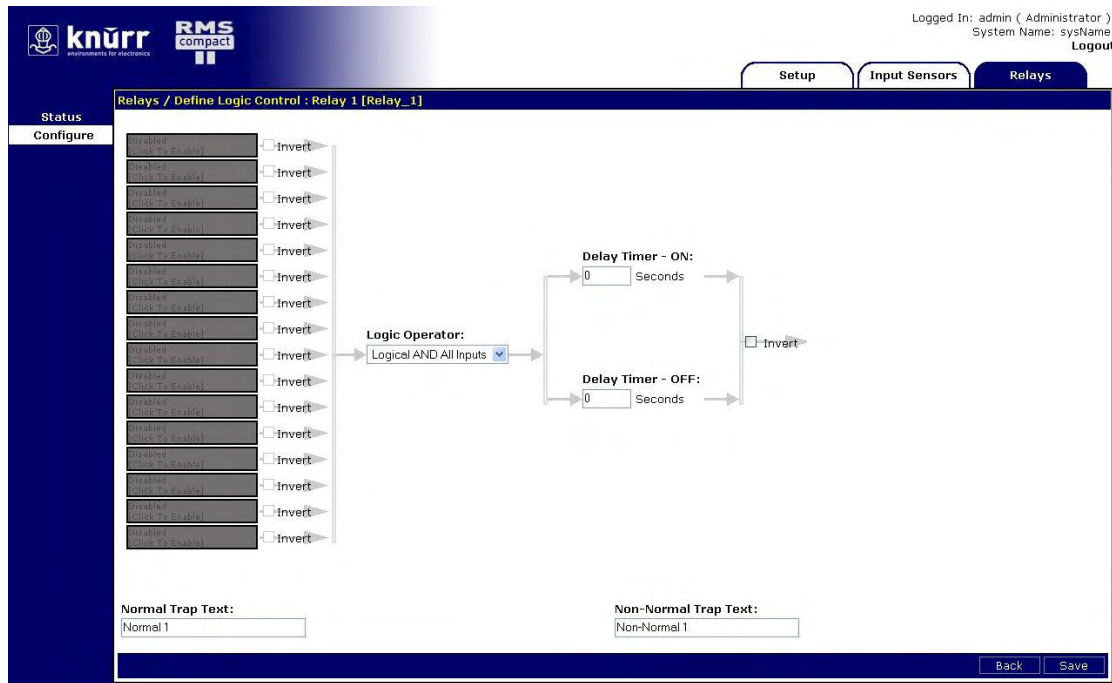 Logged In: admin ( Administrator )
System Name: sysName
Logout
knürr
environments for electronics
RMS
compact
II
Setup
Input Sensors
Relays
Relays / Define Logic Control : Relay 1 [Relay_1]
Status
Configure
Disabled
[Click To Enable]
Invert
Disabled
[Click To Enable]
Invert
Disabled
[Click To Enable]
Invert
Disabled
[Click To Enable]
Invert
Disabled
[Click To Enable]
Invert
Disabled
[Click To Enable]
Invert
Disabled
[Click To Enable]
Invert
Disabled
[Click To Enable]
Invert
Disabled
[Click To Enable]
Invert
Disabled
[Click To Enable]
Invert
Disabled
[Click To Enable]
Invert
Disabled
[Click To Enable]
Invert
Disabled
[Click To Enable]
Invert
Disabled
[Click To Enable]
Invert
Disabled
[Click To Enable]
Invert
Disabled
[Click To Enable]
Invert
Logic Operator:
Logical AND All Inputs
Delay Timer - ON:
0 Seconds
Delay Timer - OFF:
0 Seconds
Invert
Normal Trap Text:
Normal 1
Non-Normal Trap Text:
Non-Normal 1
Back
Save